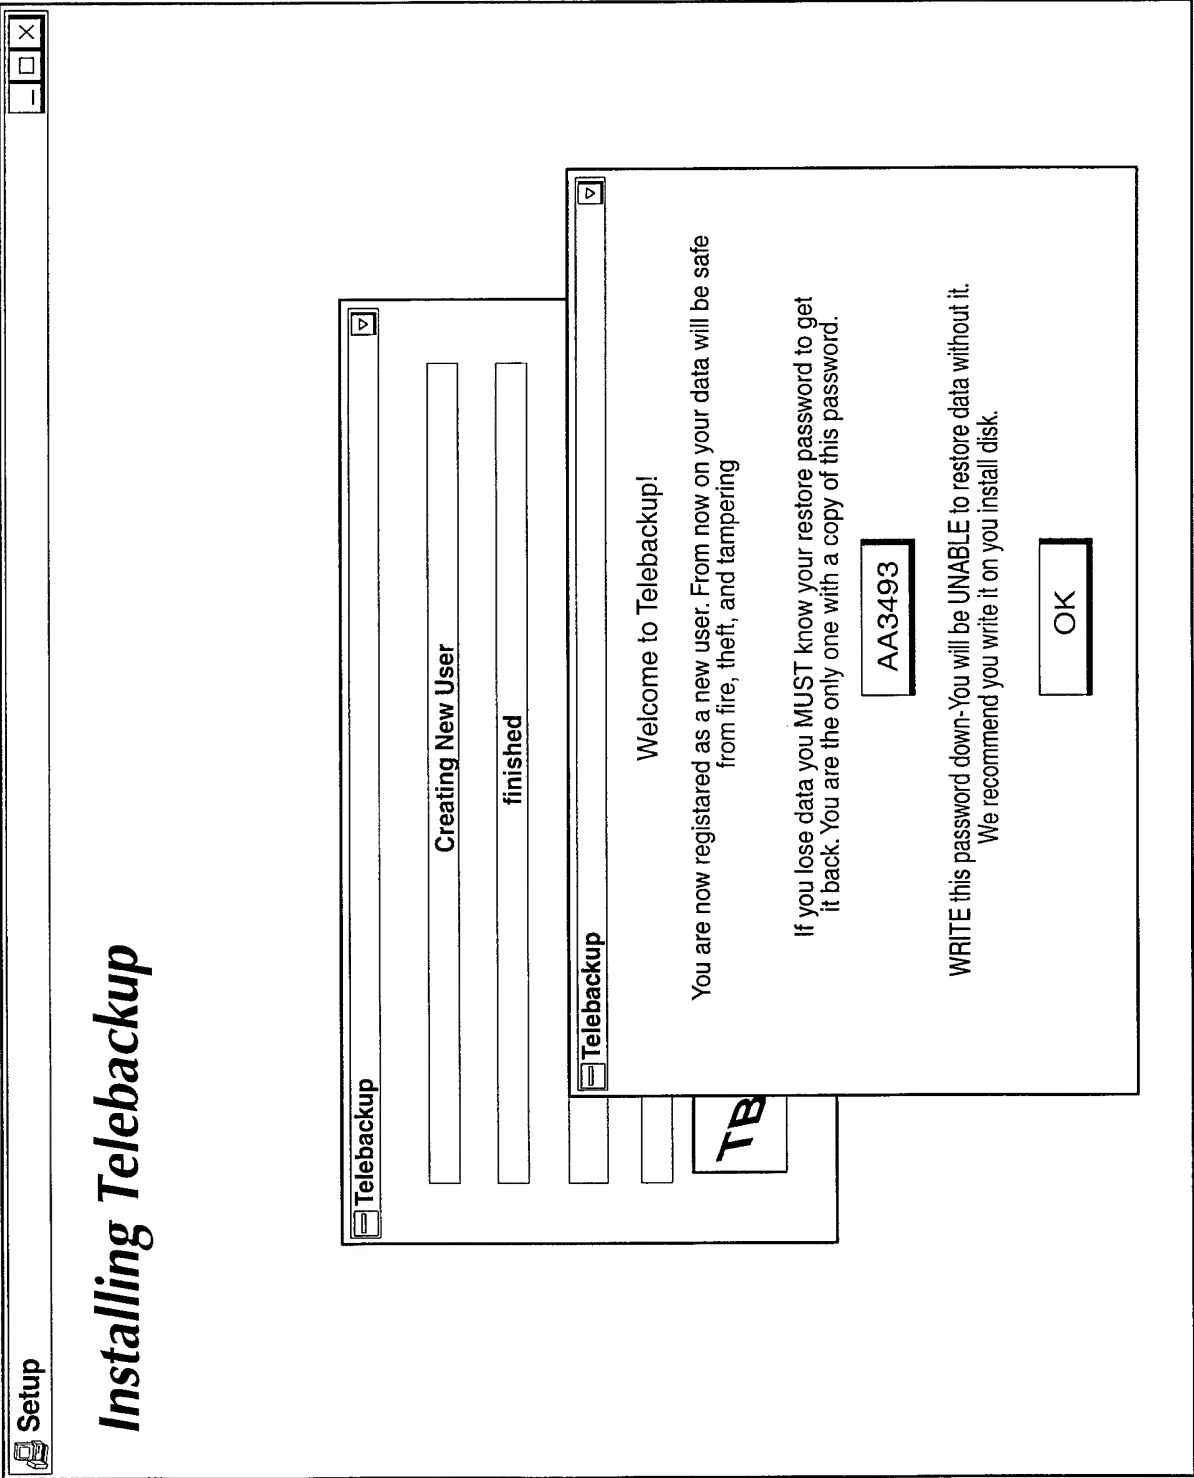 Setup
Installing Telebackup
Telebackup
Creating New User
finished
TB
Telebackup
Welcome to Telebackup!
You are now registared as a new user. From now on your data will be safe
from fire, theft, and tampering
If you lose data you MUST know your restore password to get
it back. You are the only one with a copy of this password.
AA3493
WRITE this password down-You will be UNABLE to restore data without it.
We recommend you write it on you install disk.
OK